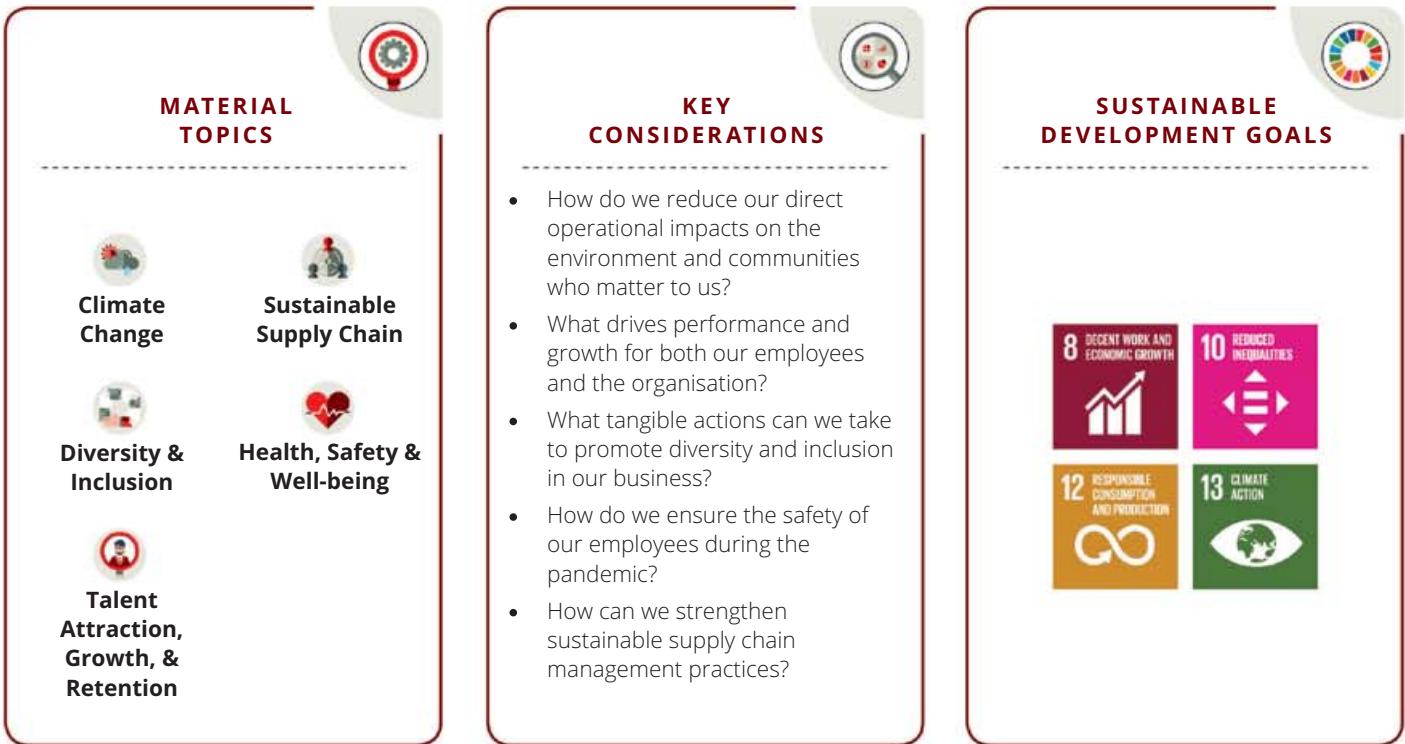 MATERIAL
TOPICS
Climate
Change
Sustainable
Supply Chain
Diversity &
Inclusion
Health, Safety &
Well-being
Talent
Attraction,
Growth, &
Retention
KEY
CONSIDERATIONS
• How do we reduce our direct
operational impacts on the
environment and communities
who matter to us?
• What drives performance and
growth for both our employees
and the organisation?
• What tangible actions can we take
to promote diversity and inclusion
in our business?
• How do we ensure the safety of
our employees during the
pandemic?
• How can we strengthen
sustainable supply chain
management practices?
SUSTAINABLE
DEVELOPMENT GOALS
8 DECENT WORK AND
ECONOMIC GROWTH
10 REDUCED
INEQUALITIES
12 RESPONSIBLE
CONSUMPTION
AND PRODUCTION
13 CLIMATE
ACTION